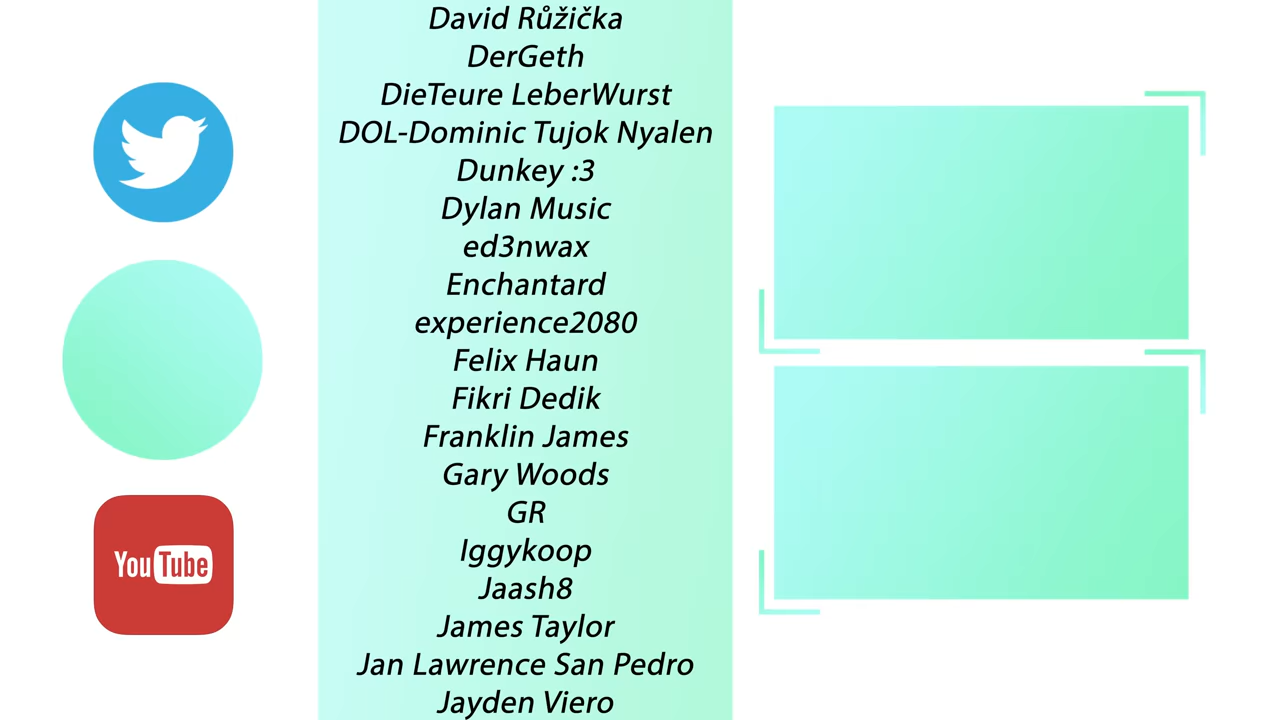 David Růžička
DerGeth
DieTeure LeberWurst
DOL-Dominic Tujok Nyalen
Dunkey :3
Dylan Music
ed3nwax
Enchantard
experience2080
Felix Haun
Fikri Dedik
Franklin James
Gary Woods
GR
Iggykoop
Jaash8
James Taylor
Jan Lawrence San Pedro
Jayden Viero
YouTube